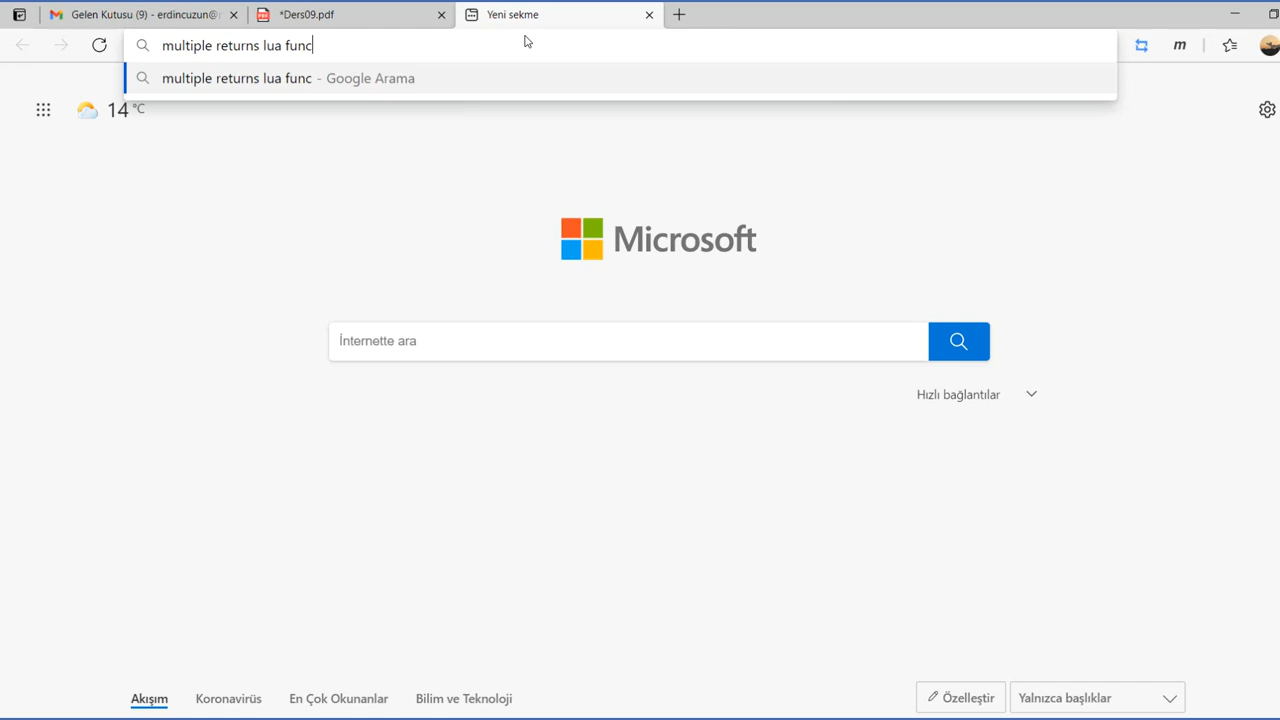 Gelen Kutusu (9) - erdincuzun@
*Ders09.pdf
Yeni sekme
multiple returns lua func
m
multiple returns lua func - Google Arama
14 °C
Microsoft
İnternette ara
Hızlı bağlantılar
Akışım
Koronavirüs
En Çok Okunanlar
Bilim ve Teknoloji
Özelleştir
Yalnızca başlıklar